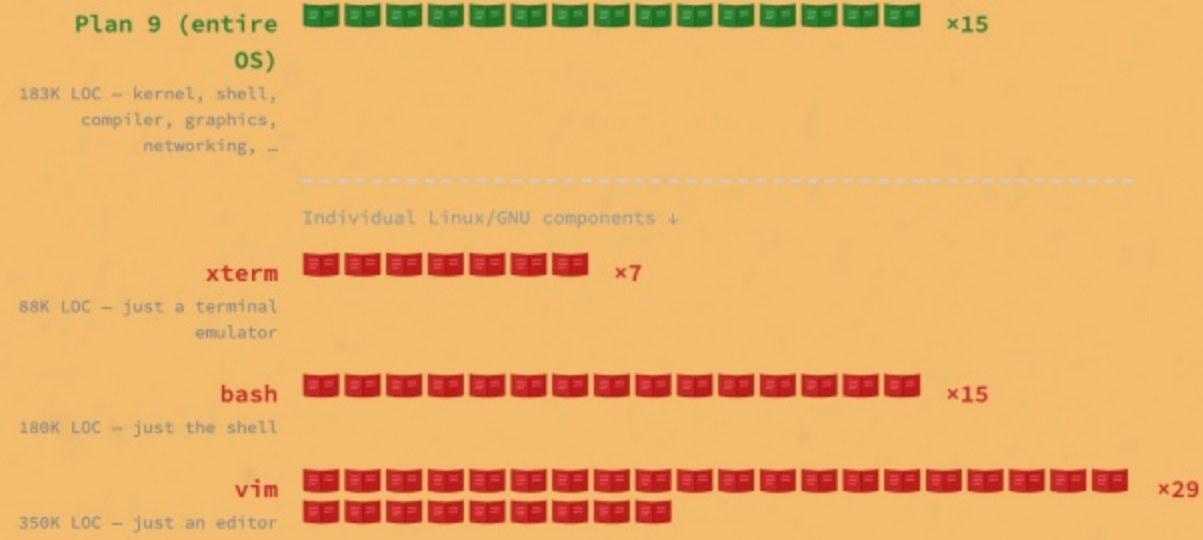 Plan 9 (entire
OS)
×15
183K LOC — kernel, shell,
compiler, graphics,
networking, …
Individual Linux/GNU components ↓
xterm
×7
88K LOC — just a terminal
emulator
bash
×15
180K LOC — just the shell
vim
×29
350K LOC — just an editor